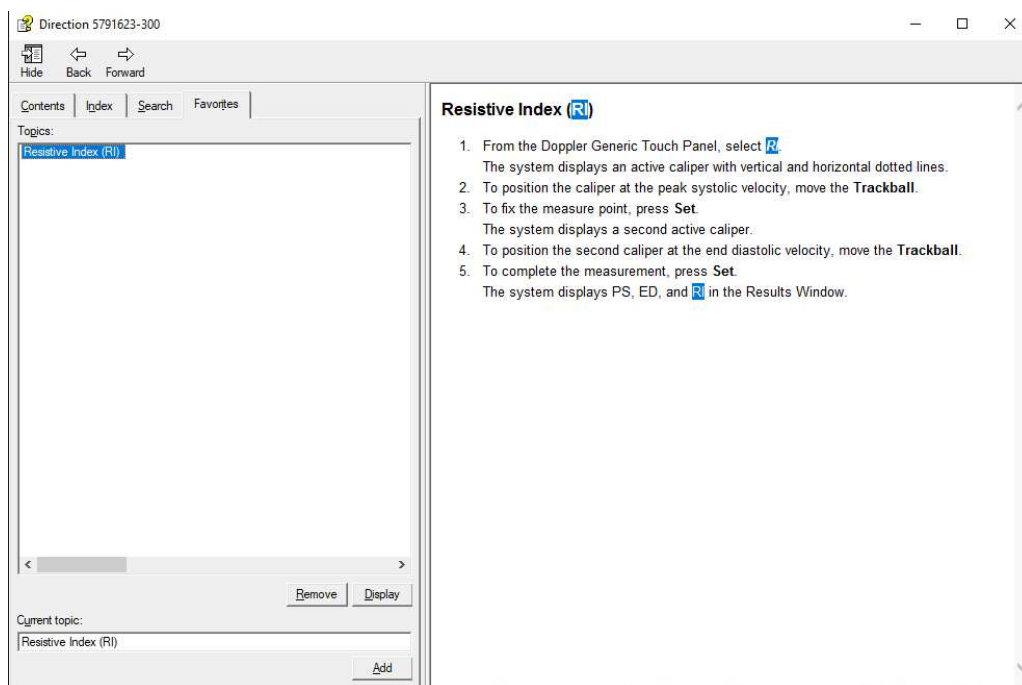 Direction 5791623-300
Hide Back Forward
Contents Index Search Favorites
Topics:
Resistive Index (RI)
Remove Display
Current topic:
Resistive Index (RI)
Add
Resistive Index (RI)
1. From the Doppler Generic Touch Panel, select RI.
The system displays an active caliper with vertical and horizontal dotted lines.
2. To position the caliper at the peak systolic velocity, move the Trackball.
3. To fix the measure point, press Set.
The system displays a second active caliper.
4. To position the second caliper at the end diastolic velocity, move the Trackball.
5. To complete the measurement, press Set.
The system displays PS, ED, and RI in the Results Window.